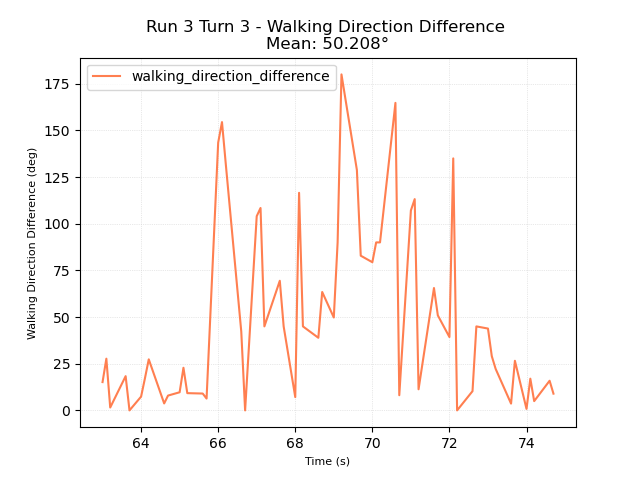 Run 3 Turn 3 - Walking Direction Difference
Mean: 50.208°
walking_direction_difference
Walking Direction Difference (deg)
175
150
125
100
75
50
25
0
64
66
68
70
72
74
Time (s)